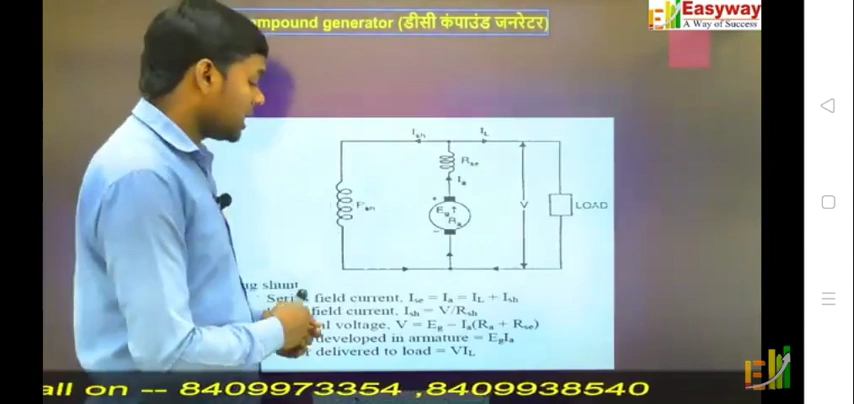 ompound generator (डीसी कंपाउंड जनरेटर)
Easyway
A Way of Success
Ish
IL
Rse
Ia
+
Eg↑
Ra
-
Rsh
V
LOAD
g shunt
Series field current, Ise = Ia = IL + Ish
field current, Ish = V/Rsh
al voltage, V = Eg − Ia(Ra + Rse)
developed in armature = EgIa
delivered to load = VIL
all on -- 8409973354 ,8409938540